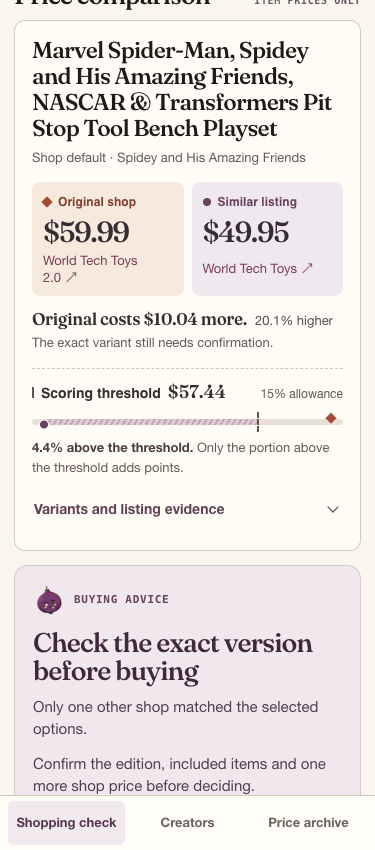 Price comparison
ITEM PRICES ONLY
Marvel Spider-Man, Spidey
and His Amazing Friends,
NASCAR & Transformers Pit
Stop Tool Bench Playset
Shop default · Spidey and His Amazing Friends
Original shop
$59.99
World Tech Toys
2.0 ↗
Similar listing
$49.95
World Tech Toys ↗
Original costs $10.04 more. 20.1% higher
The exact variant still needs confirmation.
Scoring threshold $57.44
15% allowance
4.4% above the threshold. Only the portion above
the threshold adds points.
Variants and listing evidence
BUYING ADVICE
Check the exact version
before buying
Only one other shop matched the selected
options.
Confirm the edition, included items and one
more shop price before deciding.
Shopping check
Creators
Price archive